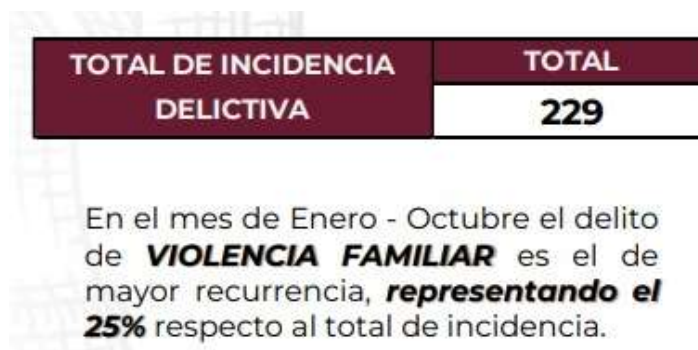 TOTAL DE INCIDENCIA
DELICTIVA
TOTAL
229
En el mes de Enero - Octubre el delito
de VIOLENCIA FAMILIAR es el de
mayor recurrencia, representando el
25% respecto al total de incidencia.